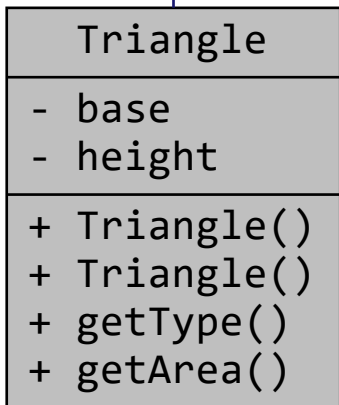 Triangle
- base
- height
+ Triangle()
+ Triangle()
+ getType()
+ getArea()